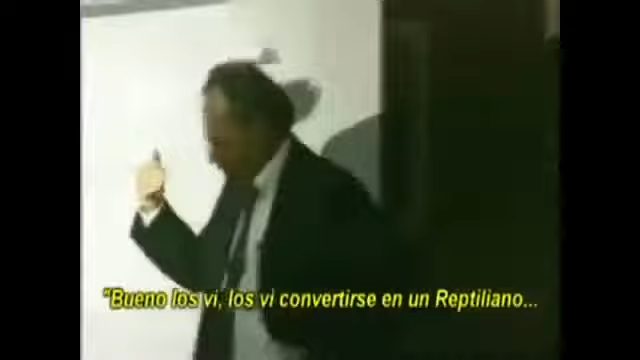 "Bueno los vi, los vi convertirse en un Reptiliano...